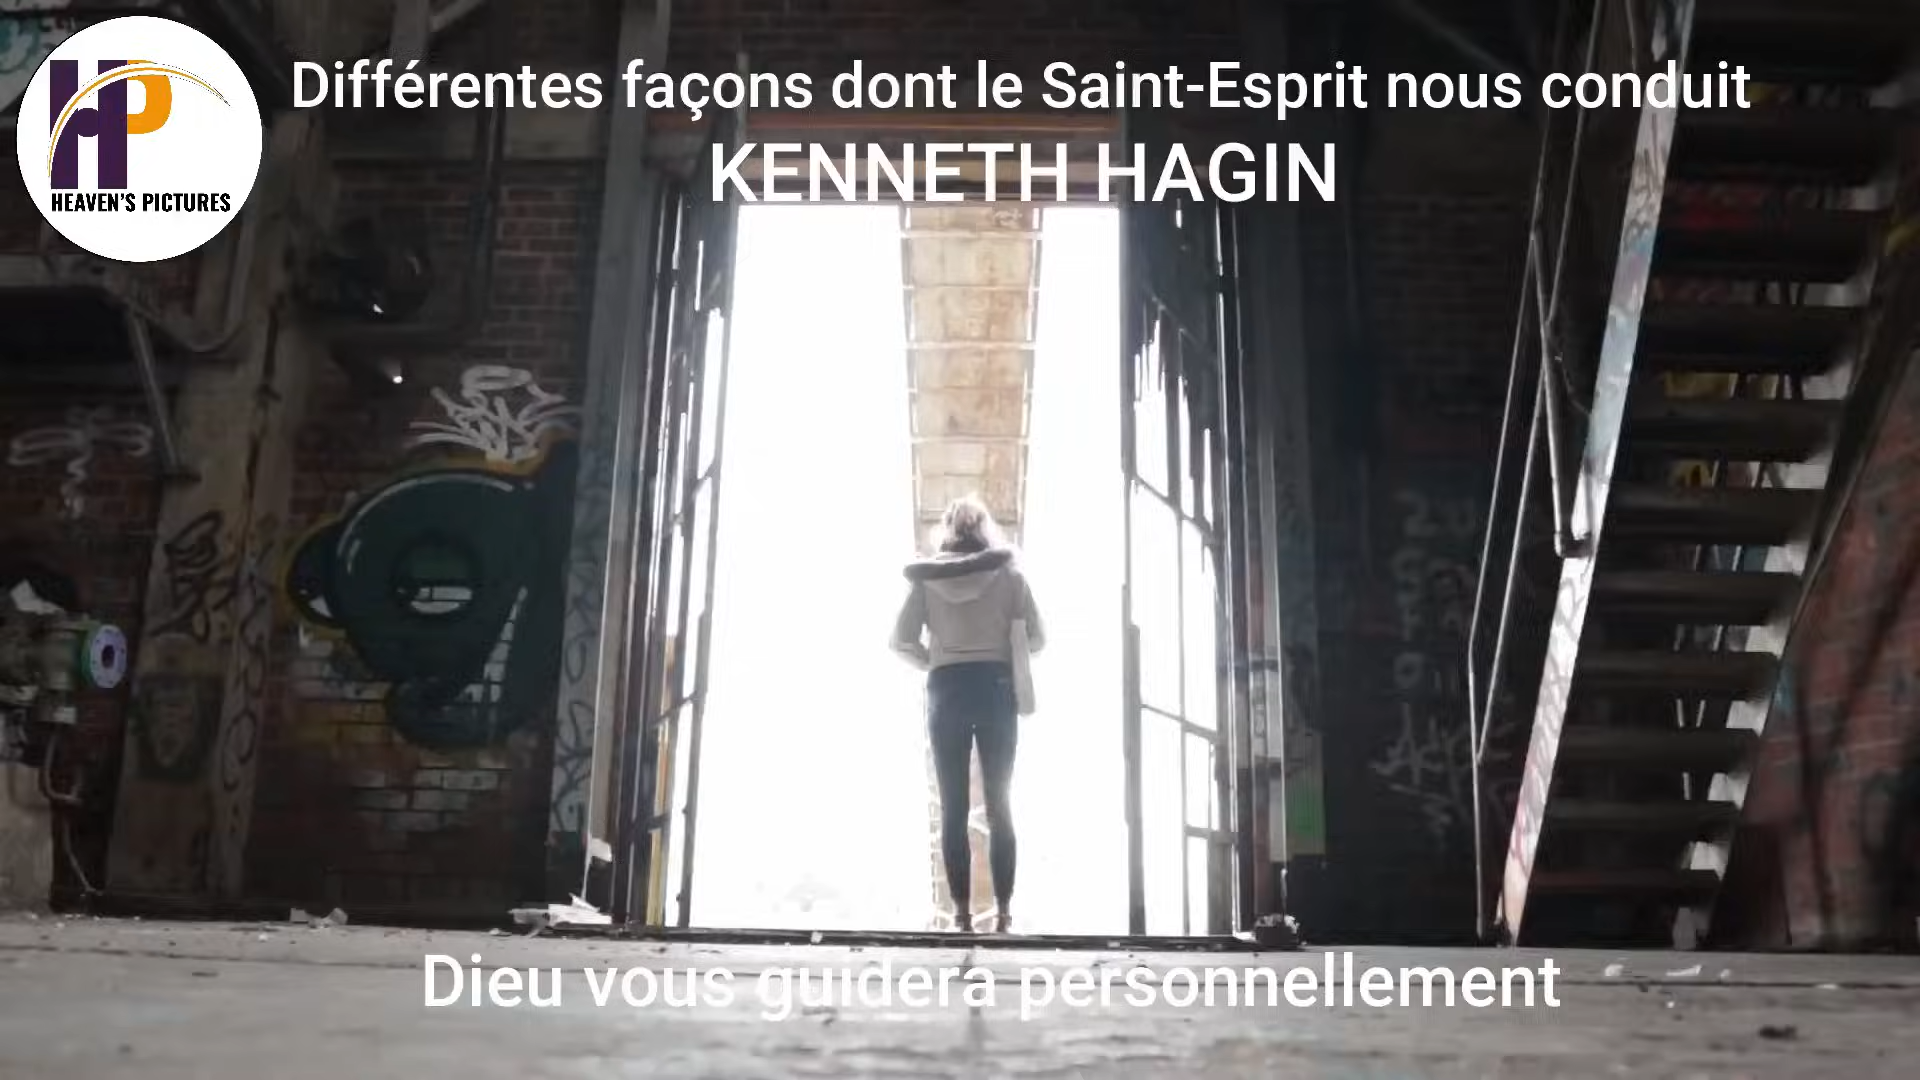 Différentes façons dont le Saint-Esprit nous conduit
KENNETH HAGIN
HP
HEAVEN'S PICTURES
Dieu vous guidera personnellement